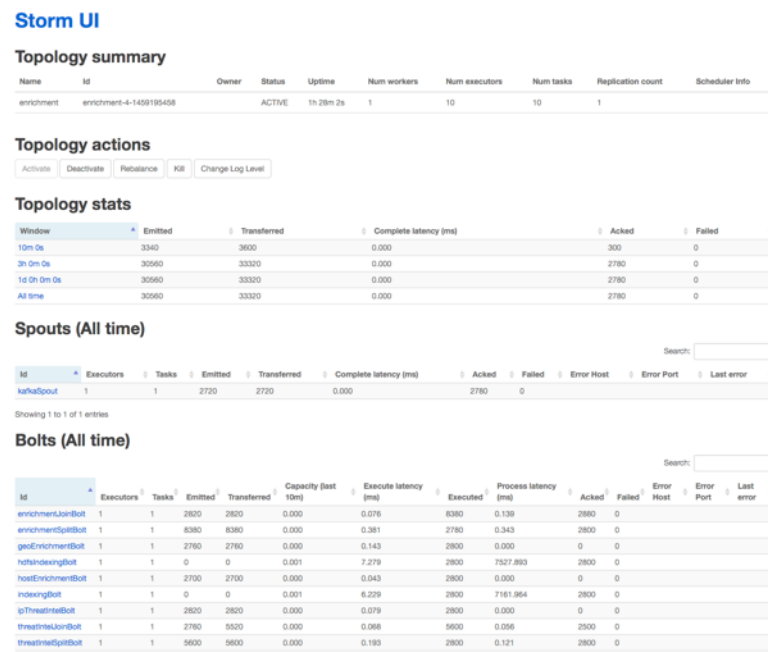 Storm UI
Topology summary
Name Id Owner Status Uptime Num workers Num executors Num tasks Replication count Scheduler Info
enrichment enrichment-4-1459195458 ACTIVE 1h 28m 2s 1 10 10 1
Topology actions
Activate Deactivate Rebalance Kill Change Log Level
Topology stats
Window Emitted Transferred Complete latency (ms) Acked Failed
10m 0s 3340 3600 0.000 300 0
3h 0m 0s 30560 33320 0.000 2780 0
1d 0h 0m 0s 30560 33320 0.000 2780 0
All time 30560 33320 0.000 2780 0
Spouts (All time)
Search:
Id Executors Tasks Emitted Transferred Complete latency (ms) Acked Failed Error Host Error Port Last error
kafkaSpout 1 1 2720 2720 0.000 2780 0
Showing 1 to 1 of 1 entries
Bolts (All time)
Search:
Id Executors Tasks Emitted Transferred Capacity (last 10m) Execute latency (ms) Executed Process latency (ms) Acked Failed Error Host Error Port Last error
enrichmentJoinBolt 1 1 2820 2820 0.000 0.076 8380 0.139 2880 0
enrichmentSplitBolt 1 1 8380 8380 0.000 0.381 2780 0.343 2800 0
geoEnrichmentBolt 1 1 2760 2760 0.000 0.143 2800 0.000 0 0
hdfsIndexingBolt 1 1 0 0 0.001 7.279 2800 7527.893 2800 0
hostEnrichmentBolt 1 1 2700 2700 0.000 0.043 2800 0.000 0 0
indexingBolt 1 1 0 0 0.001 6.229 2800 7161.964 2800 0
ipThreatIntelBolt 1 1 2820 2820 0.000 0.079 2800 0.000 0 0
threatIntelJoinBolt 1 1 2760 5520 0.000 0.068 5600 0.056 2500 0
threatIntelSplitBolt 1 1 5600 5600 0.000 0.193 2800 0.121 2800 0